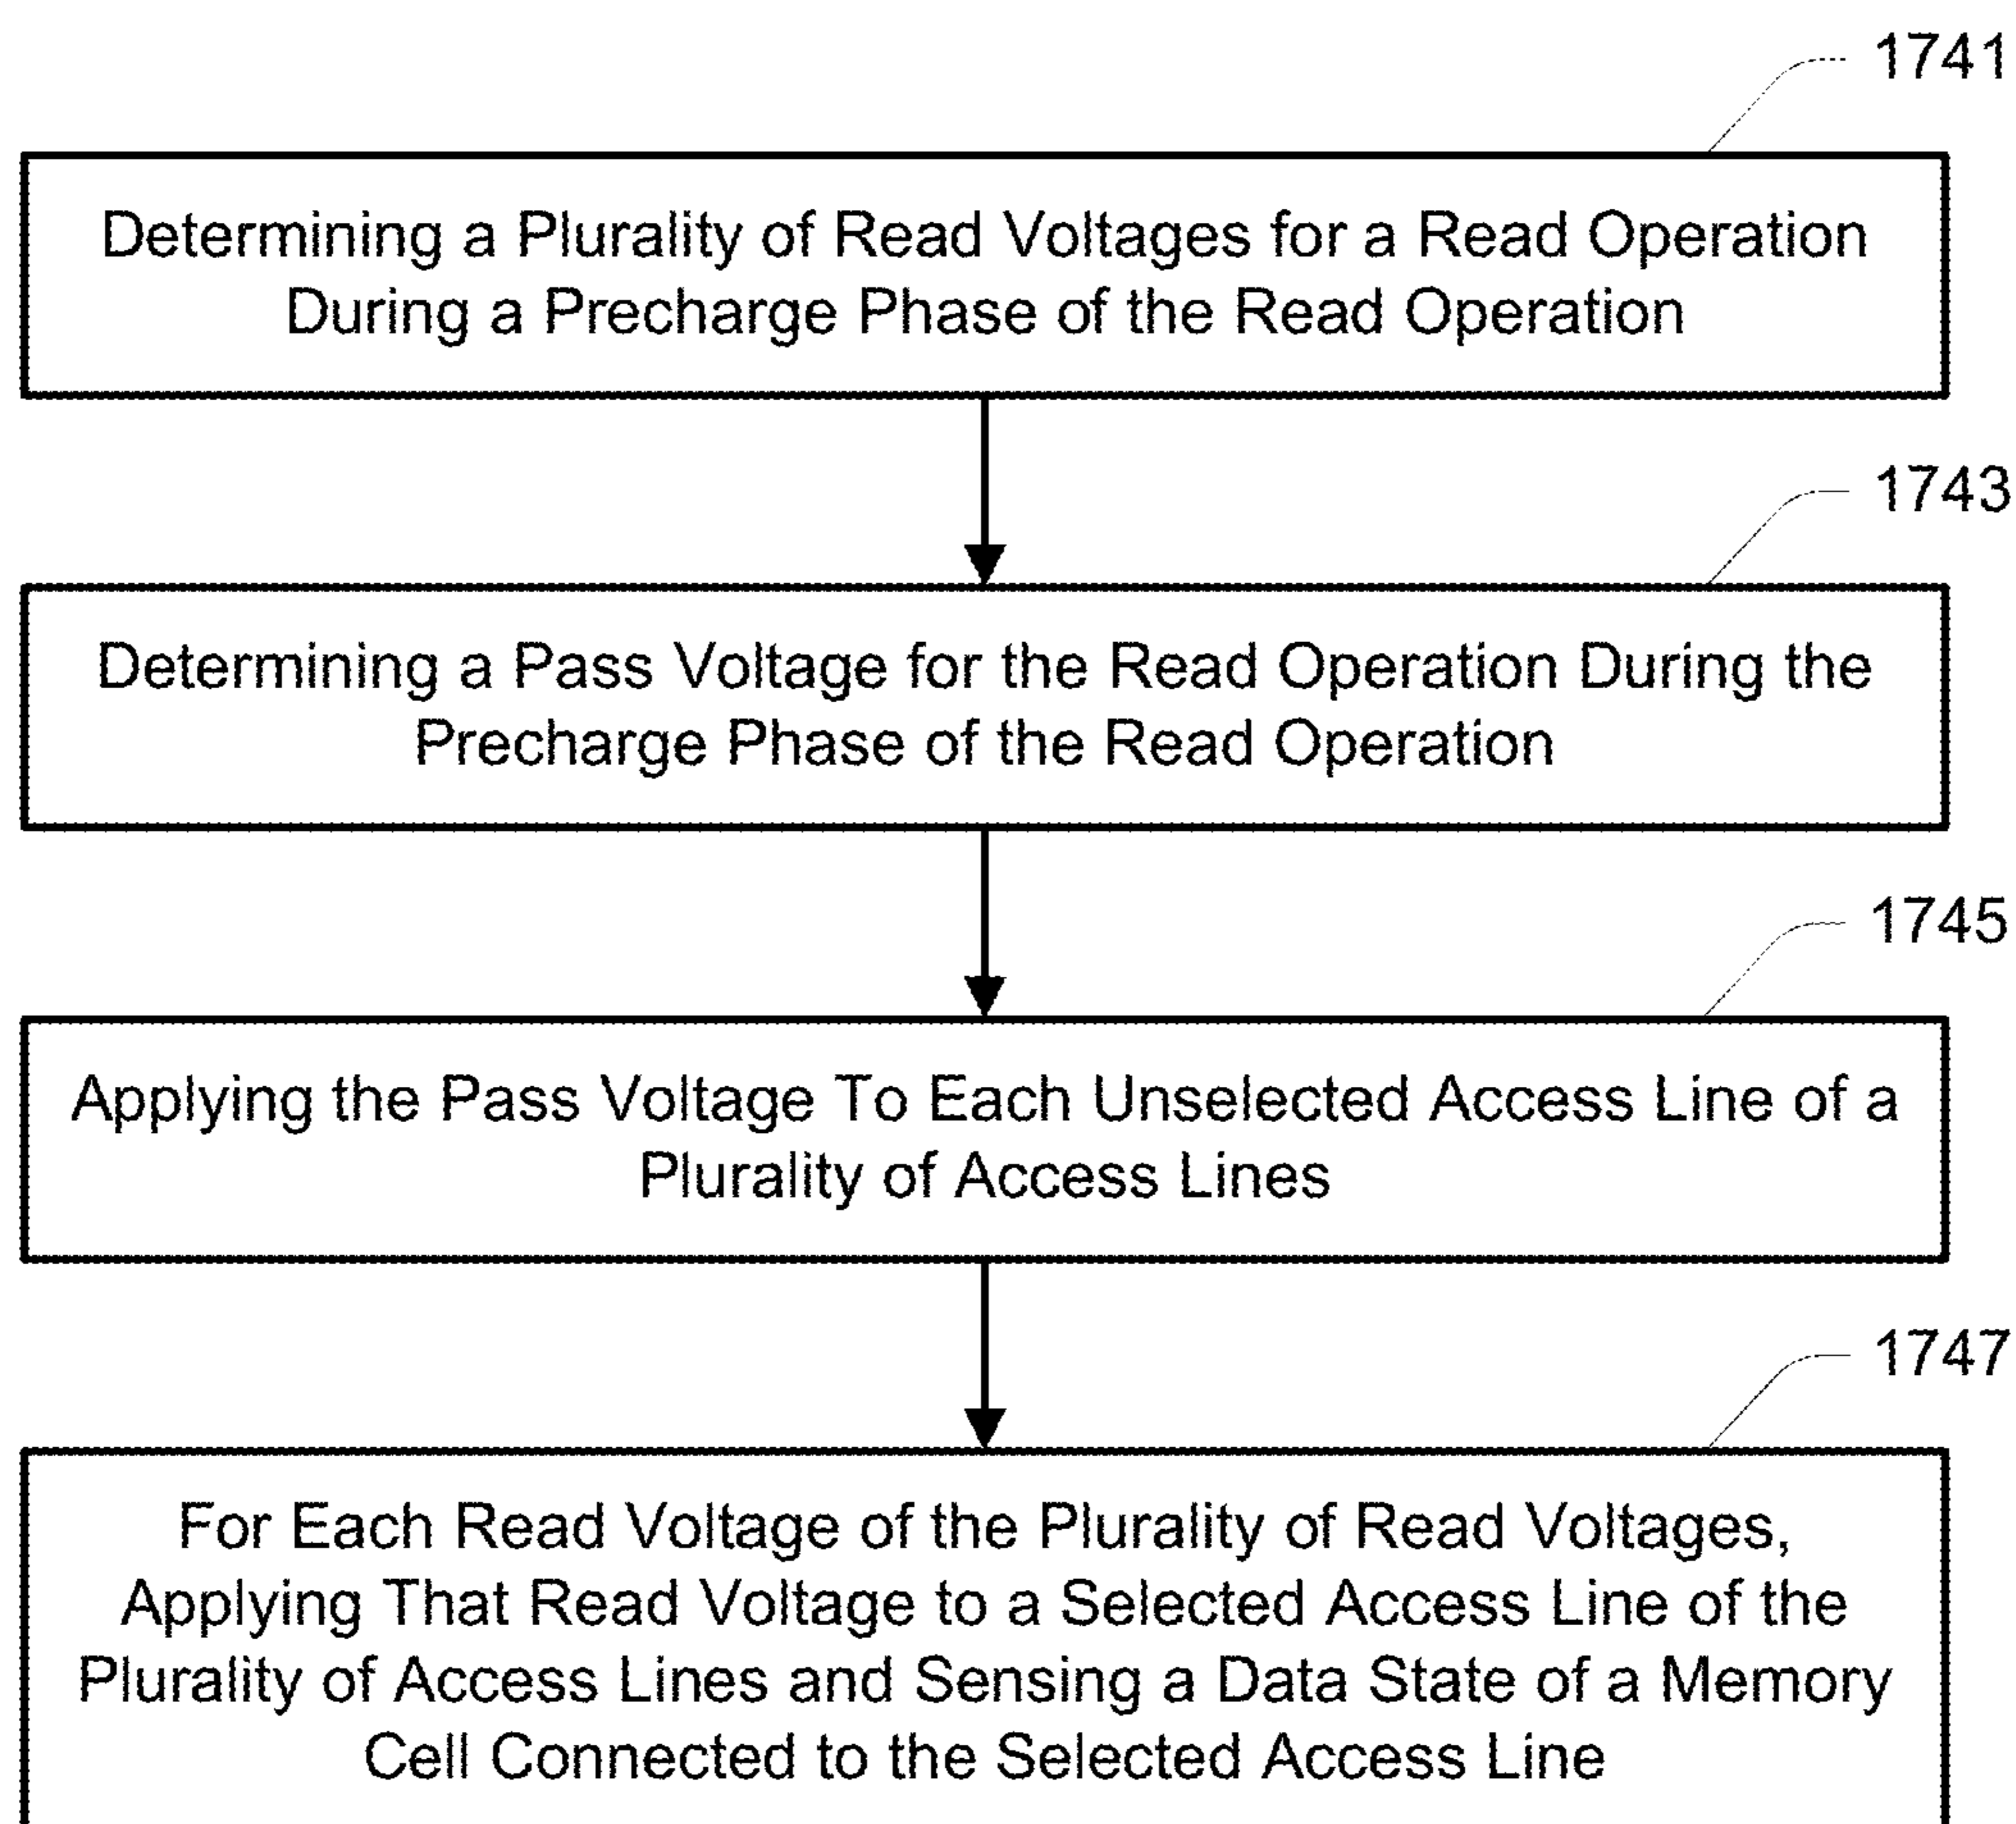 1741
Determining a Plurality of Read Voltages for a Read Operation
During a Precharge Phase of the Read Operation
1743
Determining a Pass Voltage for the Read Operation During the
Precharge Phase of the Read Operation
1745
Applying the Pass Voltage To Each Unselected Access Line of a
Plurality of Access Lines
1747
For Each Read Voltage of the Plurality of Read Voltages,
Applying That Read Voltage to a Selected Access Line of the
Plurality of Access Lines and Sensing a Data State of a Memory
Cell Connected to the Selected Access Line